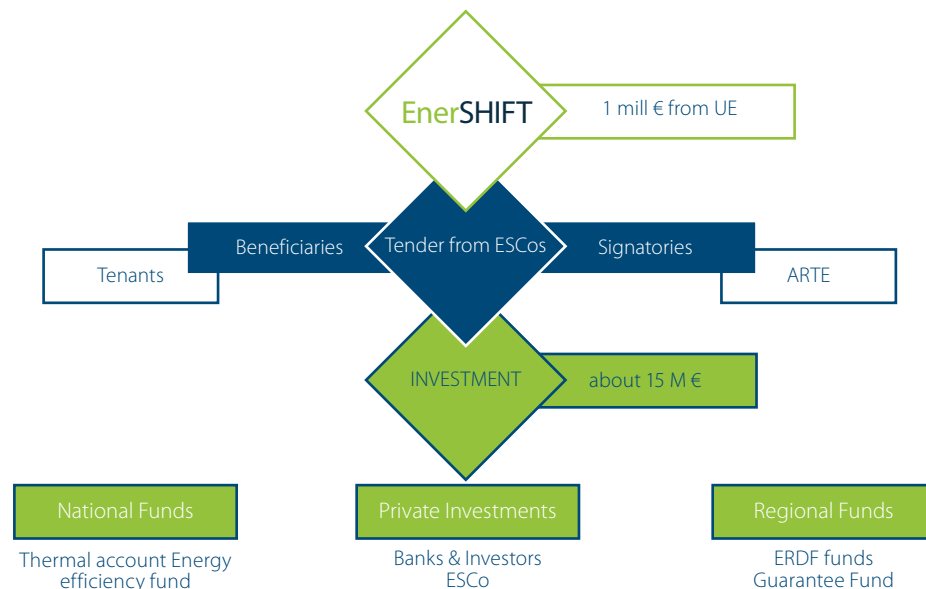 EnerSHIFT
1 mill € from UE
Beneficiaries
Tender from ESCos
Signatories
Tenants
ARTE
INVESTMENT
about 15 M €
National Funds
Private Investments
Regional Funds
Thermal account Energy
efficiency fund
Banks & Investors
ESCo
ERDF funds
Guarantee Fund